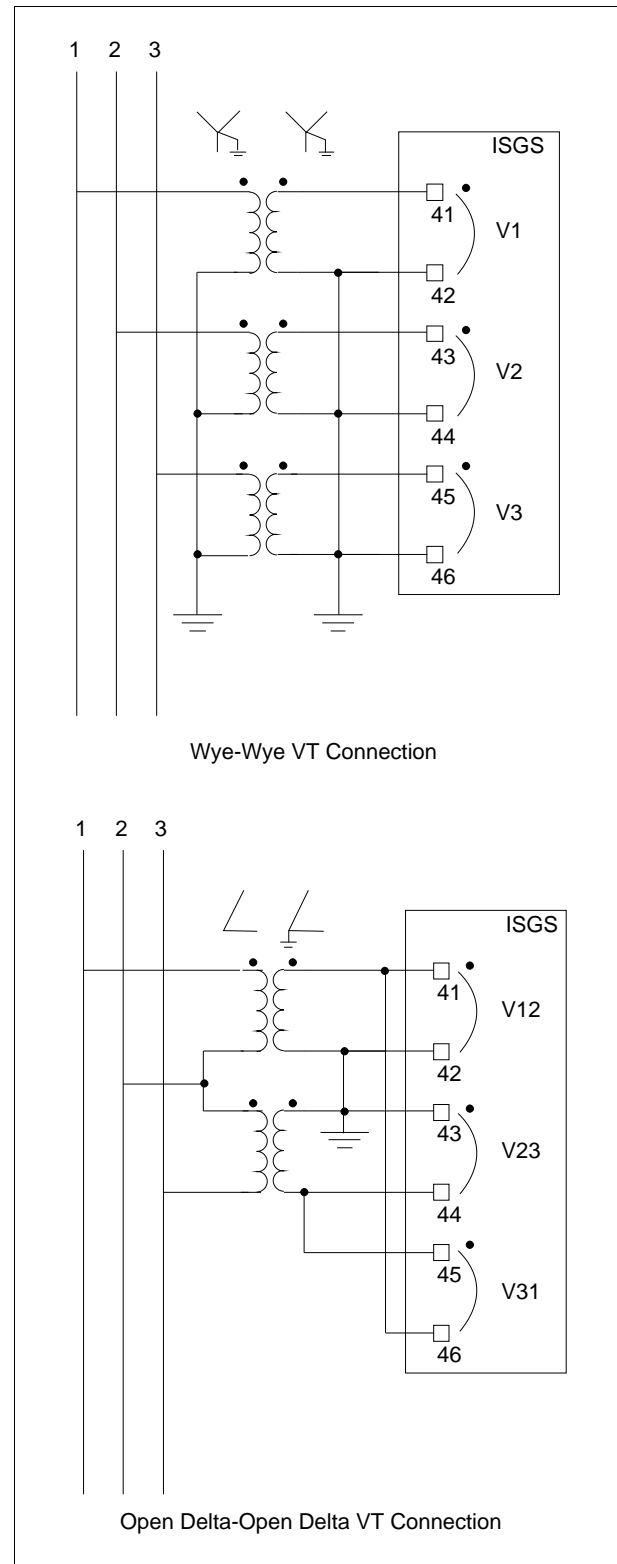 1 2 3
ISGS
41
V1
42
43
V2
44
45
V3
46
Wye-Wye VT Connection
1 2 3
ISGS
41
V12
42
43
V23
44
45
V31
46
Open Delta-Open Delta VT Connection